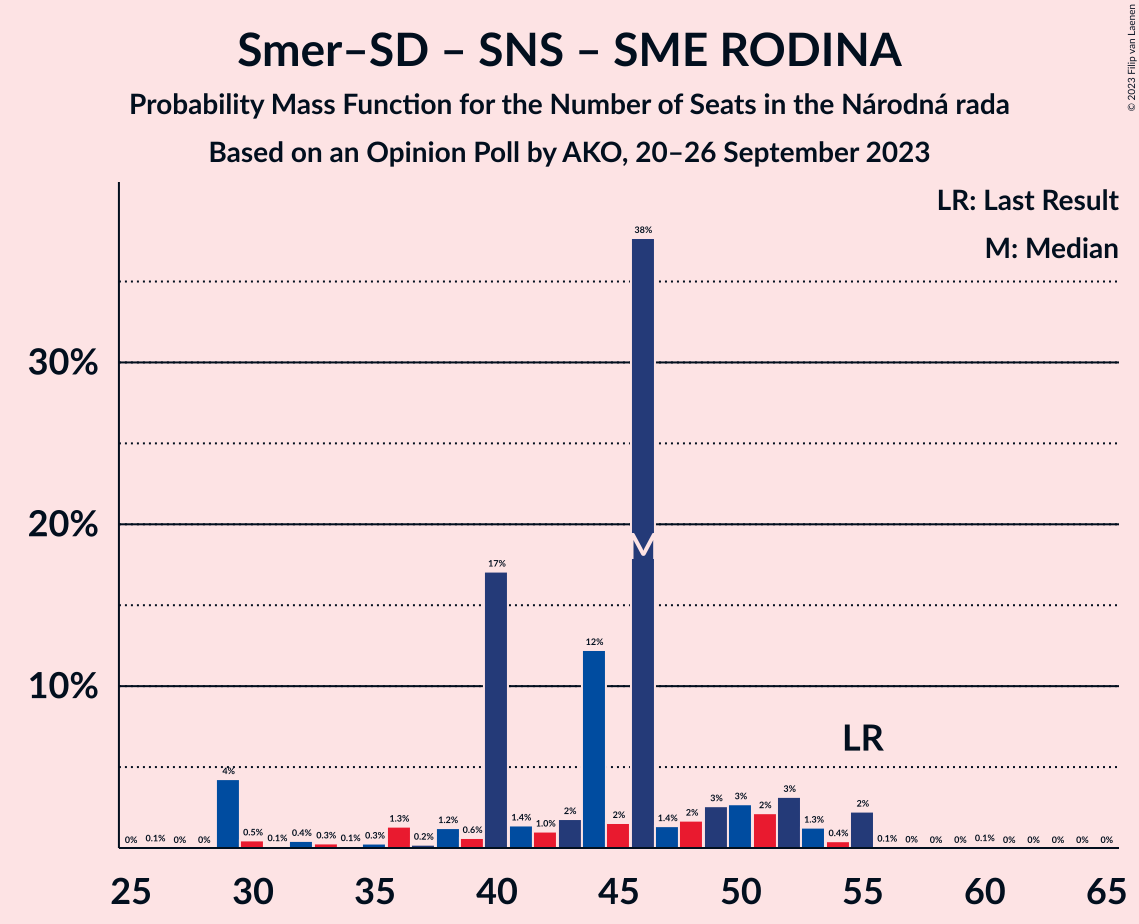 Smer–SD – SNS – SME RODINA
Probability Mass Function for the Number of Seats in the Národná rada
Based on an Opinion Poll by AKO, 20–26 September 2023
© 2023 Filip van Laenen
LR: Last Result
M: Median
30%
20%
10%
LR
M
0% 0.1% 0% 0% 4% 0.5% 0.1% 0.4% 0.3% 0.1% 0.3% 1.3% 0.2% 1.2% 0.6% 17% 1.4% 1.0% 2% 12% 2% 38% 1.4% 2% 3% 3% 2% 3% 1.3% 0.4% 2% 0.1% 0% 0% 0% 0.1% 0% 0% 0% 0% 0%
25 30 35 40 45 50 55 60 65